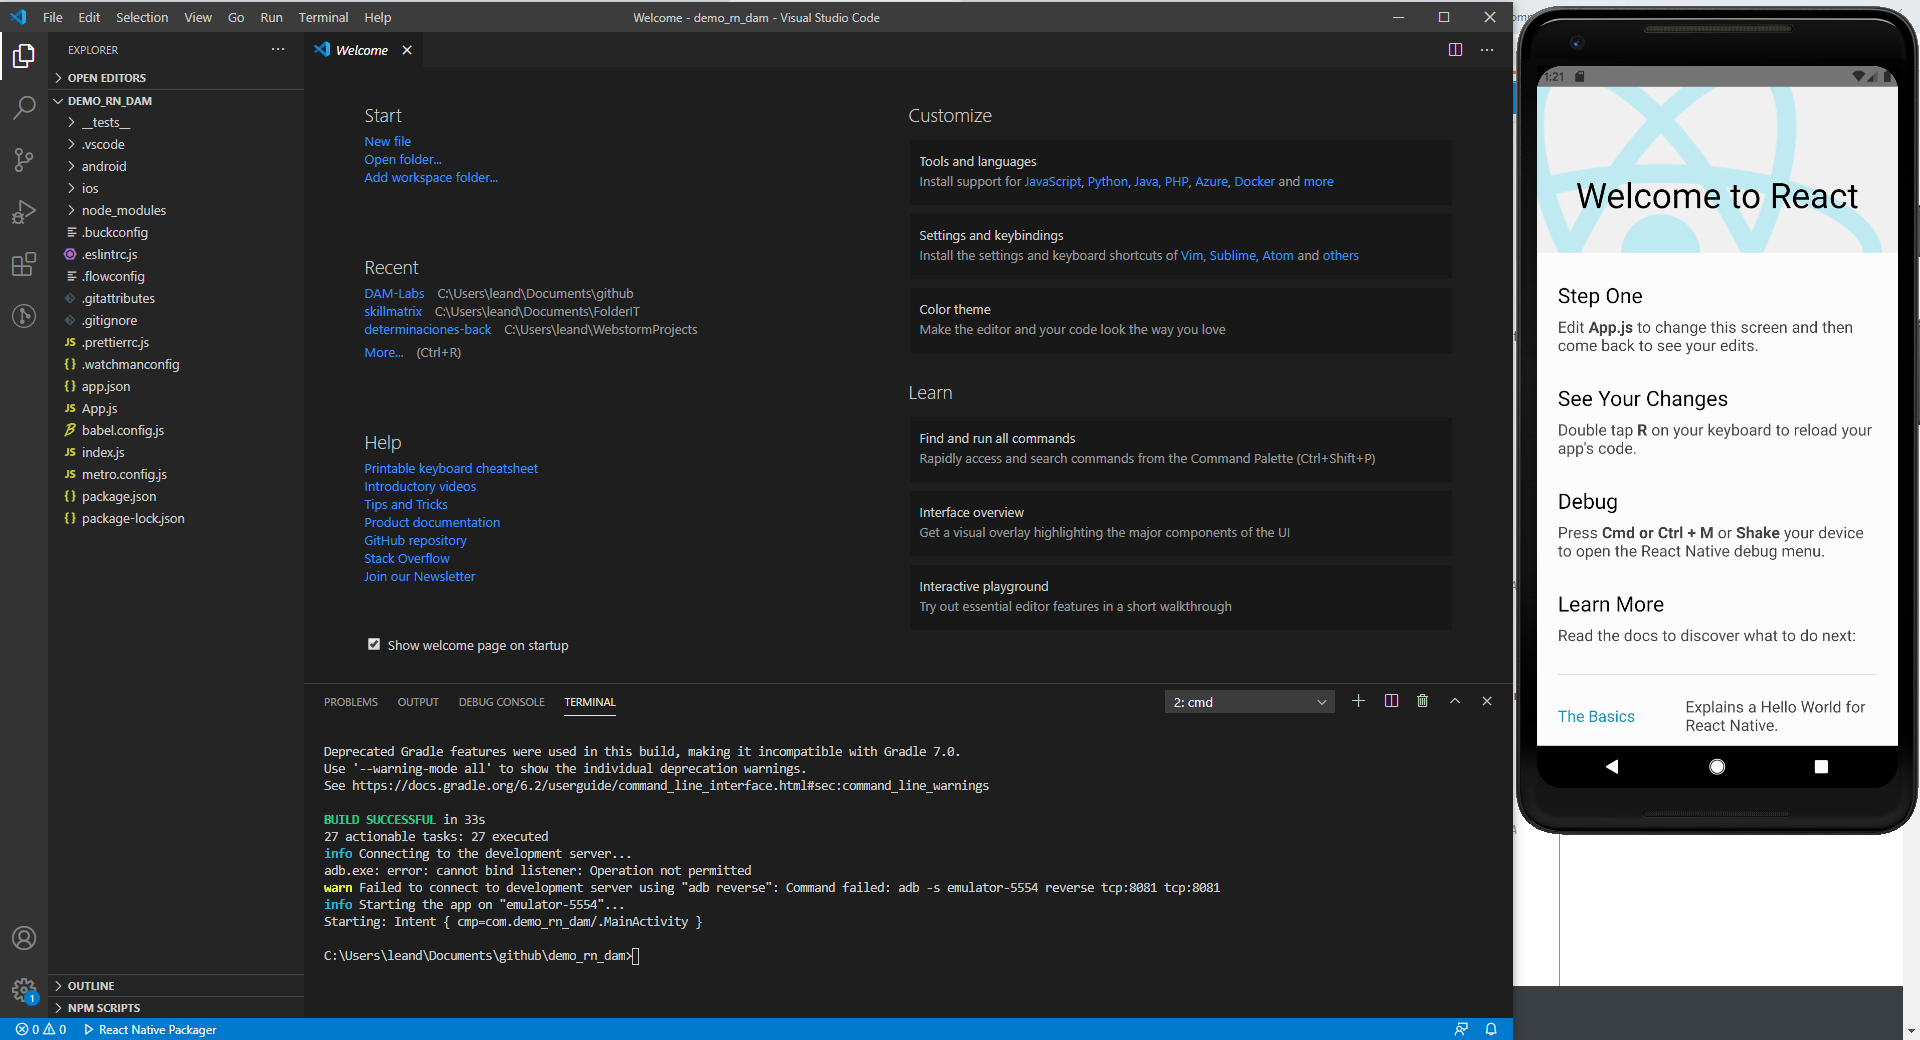 File Edit Selection View Go Run Terminal Help
Welcome - demo_rn_dam - Visual Studio Code
EXPLORER
OPEN EDITORS
DEMO_RN_DAM
__tests__
.vscode
android
ios
node_modules
.buckconfig
.eslintrc.js
.flowconfig
.gitattributes
.gitignore
JS .prettierrc.js
{} .watchmanconfig
{} app.json
JS App.js
babel.config.js
JS index.js
JS metro.config.js
{} package.json
{} package-lock.json
OUTLINE
NPM SCRIPTS
1
Welcome
Start
New file
Open folder...
Add workspace folder...
Recent
DAM-Labs C:\Users\leand\Documents\github
skillmatrix C:\Users\leand\Documents\FolderIT
determinaciones-back C:\Users\leand\WebstormProjects
More... (Ctrl+R)
Help
Printable keyboard cheatsheet
Introductory videos
Tips and Tricks
Product documentation
GitHub repository
Stack Overflow
Join our Newsletter
Show welcome page on startup
Customize
Tools and languages
Install support for JavaScript, Python, Java, PHP, Azure, Docker and more
Settings and keybindings
Install the settings and keyboard shortcuts of Vim, Sublime, Atom and others
Color theme
Make the editor and your code look the way you love
Learn
Find and run all commands
Rapidly access and search commands from the Command Palette (Ctrl+Shift+P)
Interface overview
Get a visual overlay highlighting the major components of the UI
Interactive playground
Try out essential editor features in a short walkthrough
PROBLEMS OUTPUT DEBUG CONSOLE TERMINAL
2: cmd
Deprecated Gradle features were used in this build, making it incompatible with Gradle 7.0.
Use '--warning-mode all' to show the individual deprecation warnings.
See https://docs.gradle.org/6.2/userguide/command_line_interface.html#sec:command_line_warnings
BUILD SUCCESSFUL in 33s
27 actionable tasks: 27 executed
info Connecting to the development server...
adb.exe: error: cannot bind listener: Operation not permitted
warn Failed to connect to development server using "adb reverse": Command failed: adb -s emulator-5554 reverse tcp:8081 tcp:8081
info Starting the app on "emulator-5554"...
Starting: Intent { cmp=com.demo_rn_dam/.MainActivity }
C:\Users\leand\Documents\github\demo_rn_dam>
0 0 React Native Packager
1:21
Welcome to React
Step One
Edit App.js to change this screen and then
come back to see your edits.
See Your Changes
Double tap R on your keyboard to reload your
app's code.
Debug
Press Cmd or Ctrl + M or Shake your device
to open the React Native debug menu.
Learn More
Read the docs to discover what to do next:
The Basics
Explains a Hello World for
React Native.